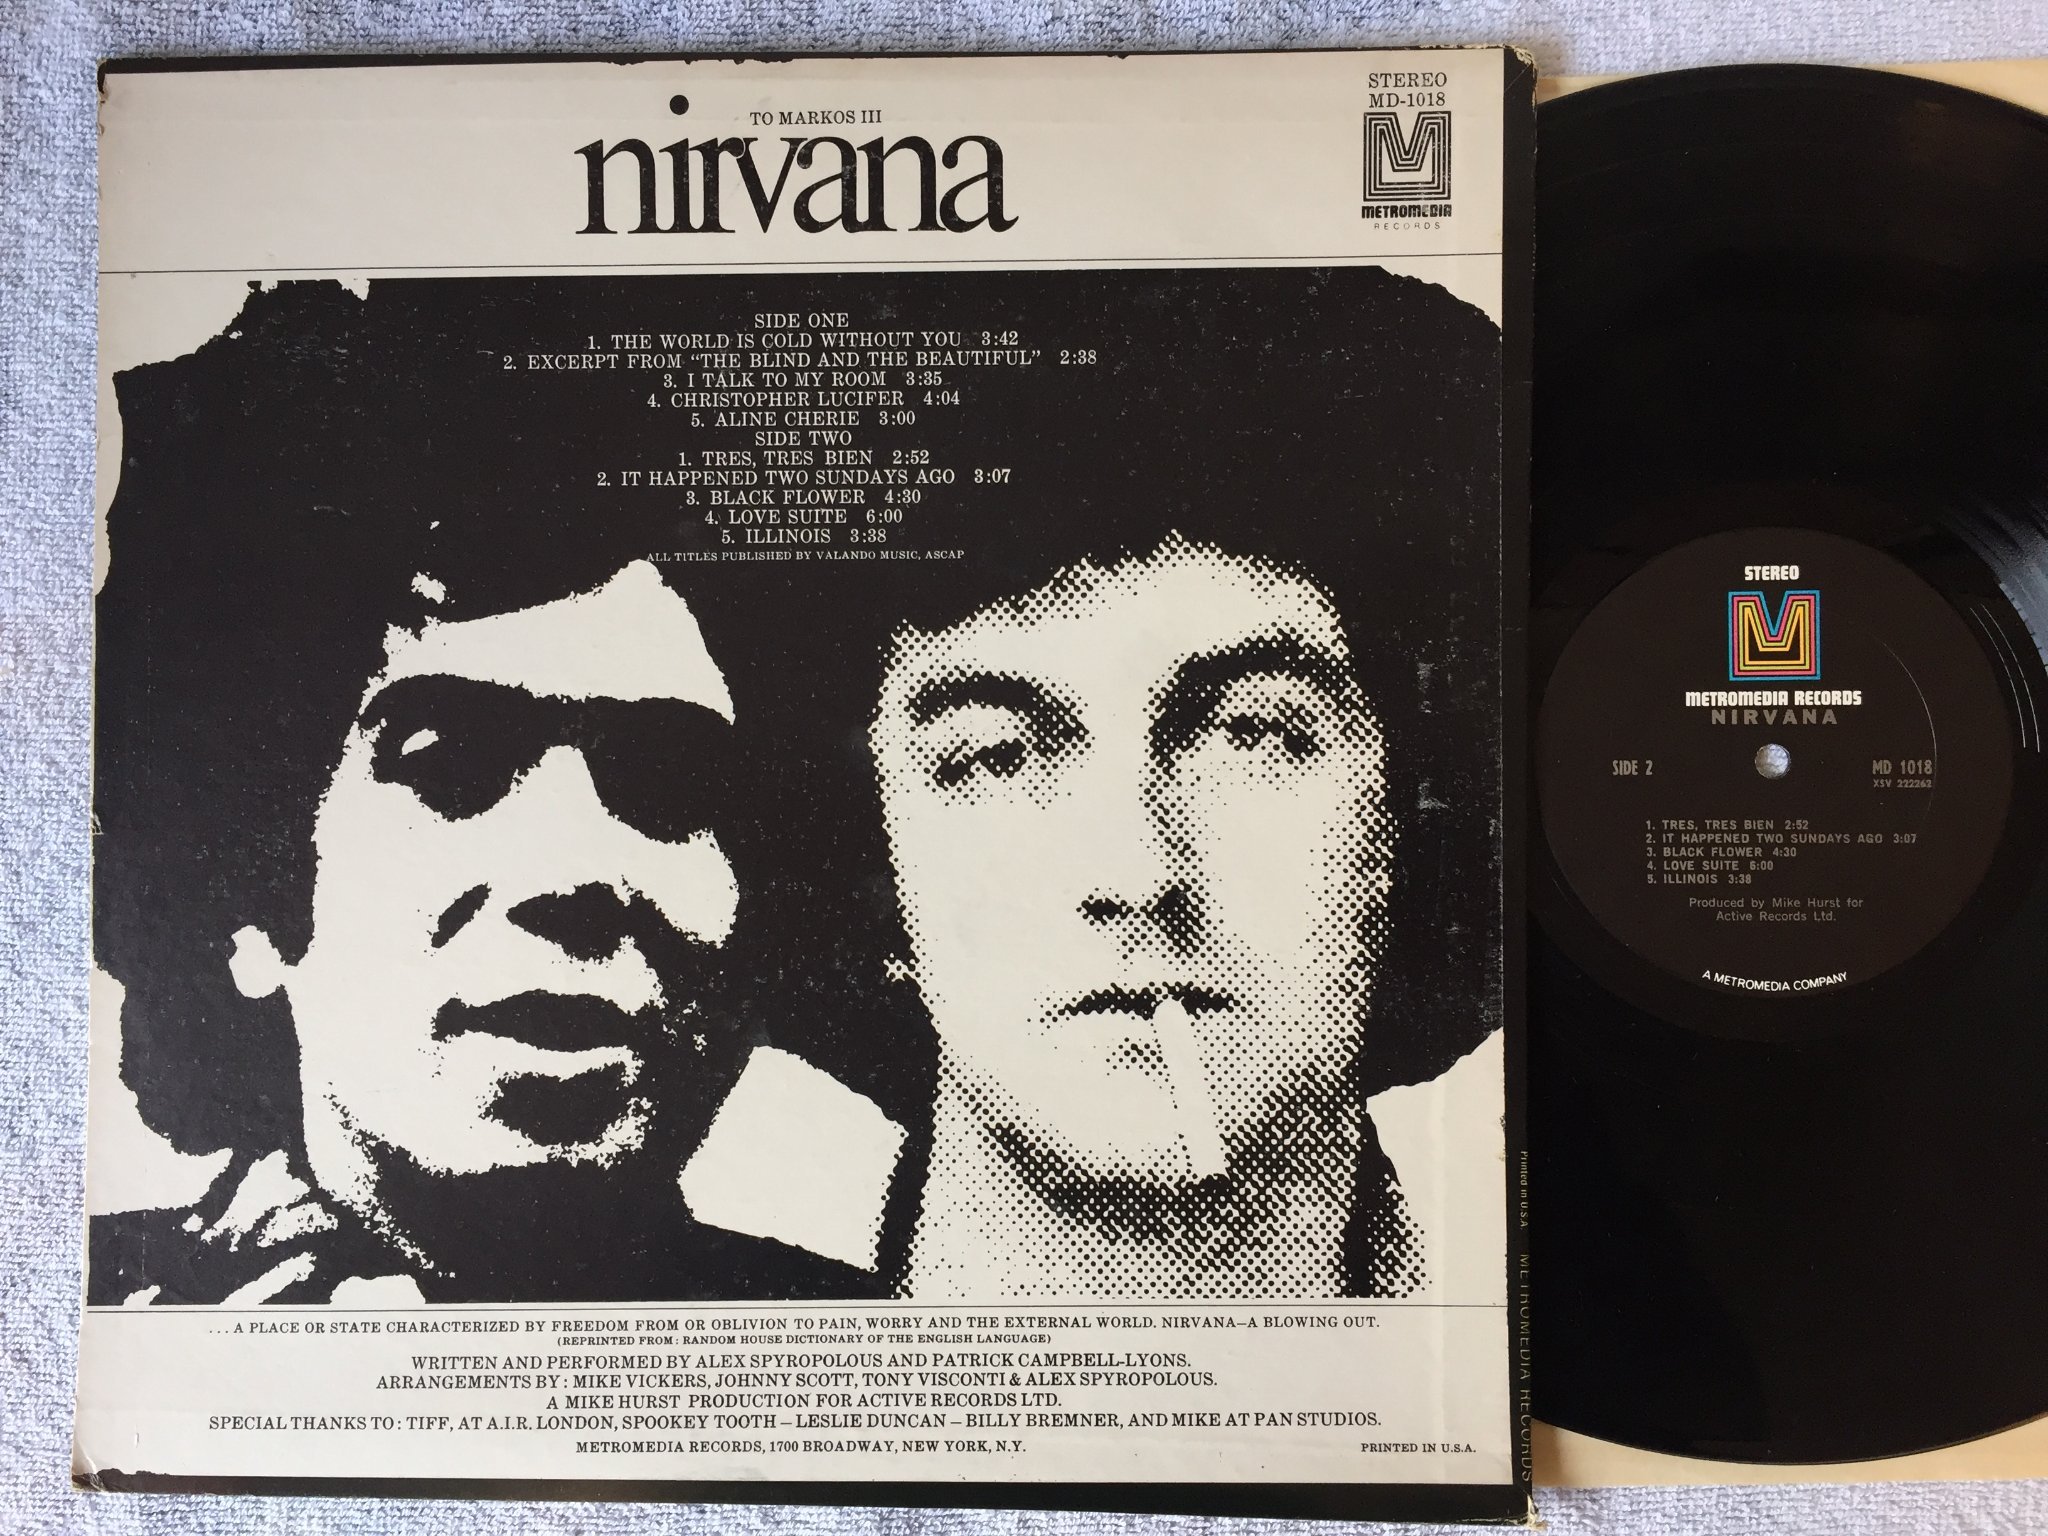 STEREO
MD-1018
TO MARKOS III
nirvana
METROMEDIA
RECORDS
SIDE ONE
1. THE WORLD IS COLD WITHOUT YOU 3:42
2. EXCERPT FROM “THE BLIND AND THE BEAUTIFUL” 2:38
3. I TALK TO MY ROOM 3:35
4. CHRISTOPHER LUCIFER 4:04
5. ALINE CHERIE 3:00
SIDE TWO
1. TRES, TRES BIEN 2:52
2. IT HAPPENED TWO SUNDAYS AGO 3:07
3. BLACK FLOWER 4:30
4. LOVE SUITE 6:00
5. ILLINOIS 3:38
ALL TITLES PUBLISHED BY VALANDO MUSIC, ASCAP
...A PLACE OR STATE CHARACTERIZED BY FREEDOM FROM OR OBLIVION TO PAIN, WORRY AND THE EXTERNAL WORLD. NIRVANA—A BLOWING OUT.
(REPRINTED FROM: RANDOM HOUSE DICTIONARY OF THE ENGLISH LANGUAGE)
WRITTEN AND PERFORMED BY ALEX SPYROPOLOUS AND PATRICK CAMPBELL-LYONS.
ARRANGEMENTS BY: MIKE VICKERS, JOHNNY SCOTT, TONY VISCONTI & ALEX SPYROPOLOUS.
A MIKE HURST PRODUCTION FOR ACTIVE RECORDS LTD.
SPECIAL THANKS TO: TIFF, AT A.I.R. LONDON, SPOOKEY TOOTH – LESLIE DUNCAN – BILLY BREMNER, AND MIKE AT PAN STUDIOS.
METROMEDIA RECORDS, 1700 BROADWAY, NEW YORK, N.Y.
PRINTED IN U.S.A.
Printed in U.S.A. METROMEDIA RECORDS
STEREO
METROMEDIA RECORDS
NIRVANA
SIDE 2
MD 1018
XSV 222262
1. TRES, TRES BIEN 2:52
2. IT HAPPENED TWO SUNDAYS AGO 3:07
3. BLACK FLOWER 4:30
4. LOVE SUITE 6:00
5. ILLINOIS 3:38
Produced by Mike Hurst for
Active Records Ltd.
A METROMEDIA COMPANY